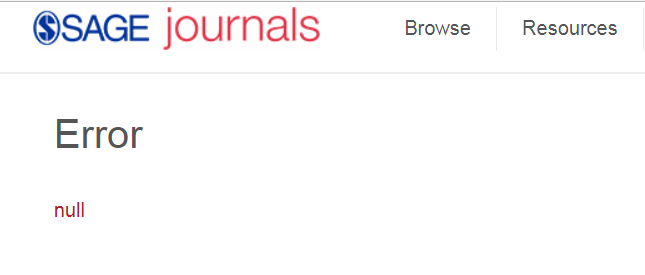 SAGE journals Browse Resources
Error
null